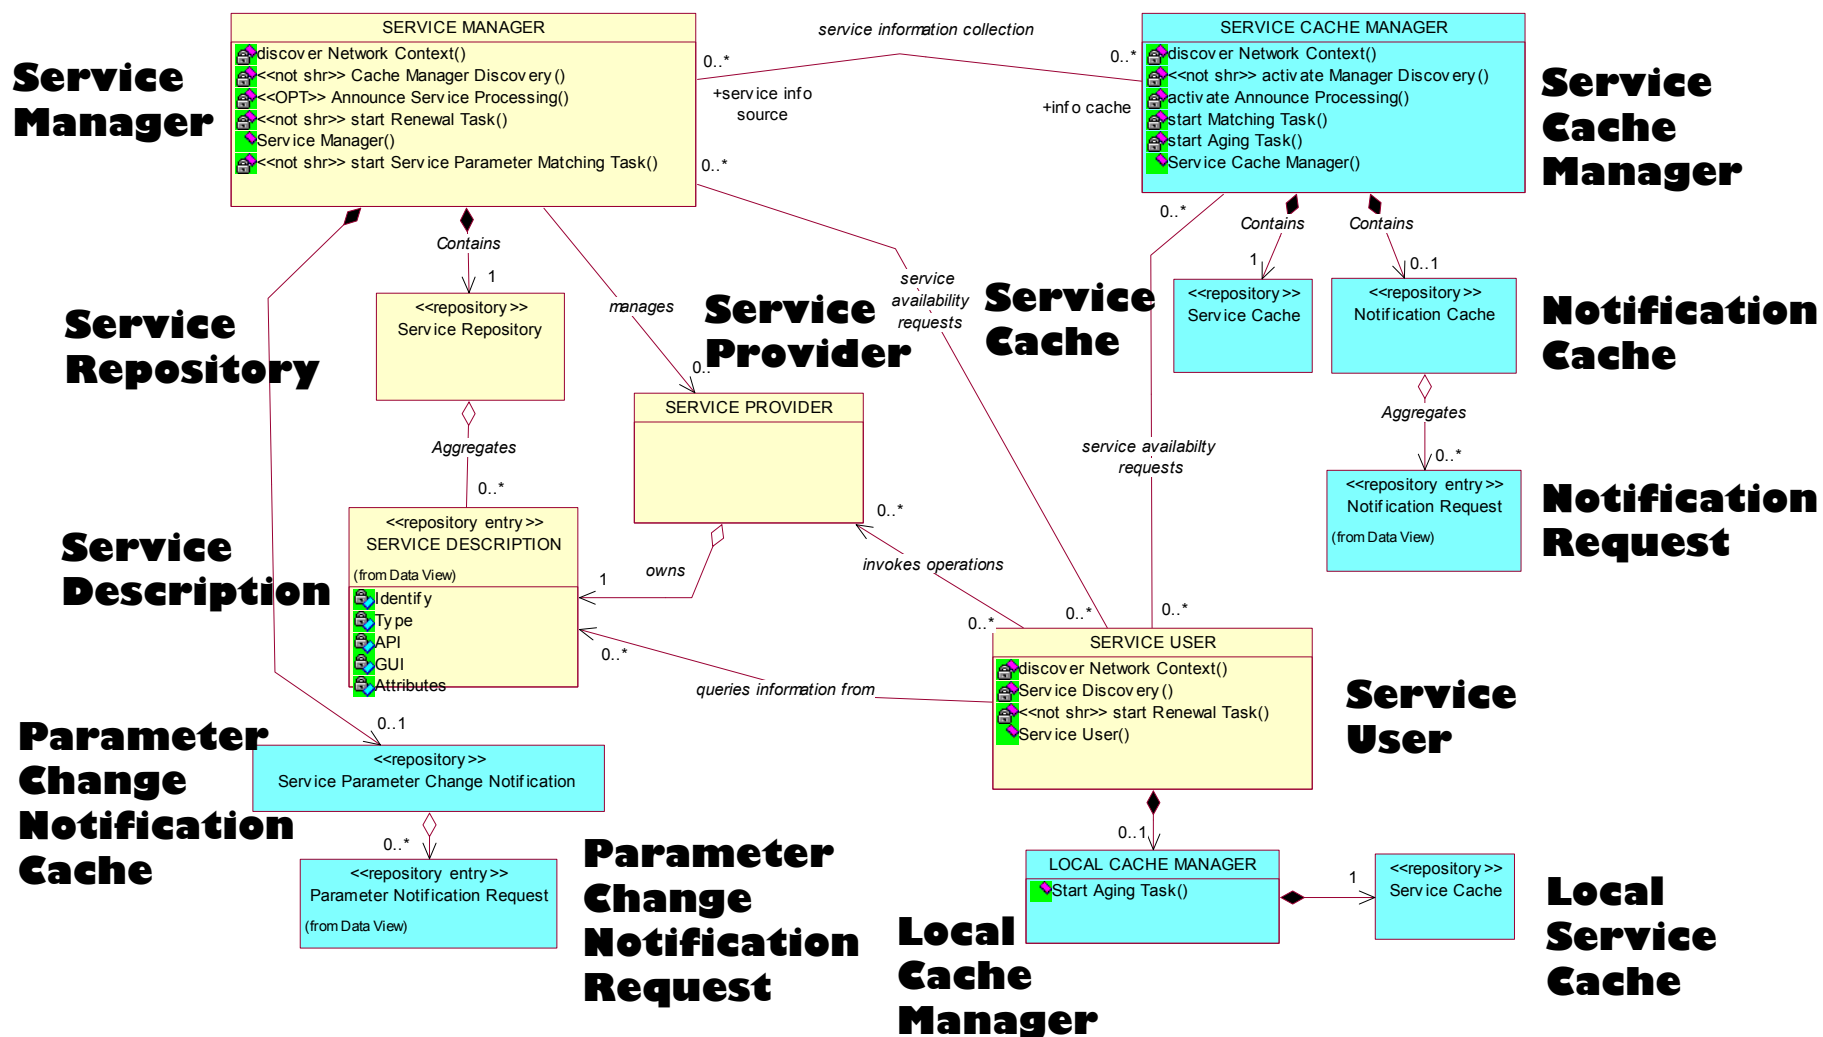 SERVICE MANAGER
discover Network Context()
<<not shr>> Cache Manager Discovery()
<<OPT>> Announce Service Processing()
<<not shr>> start Renewal Task()
Service Manager()
<<not shr>> start Service Parameter Matching Task()
Service
Manager
service information collection
0..*
0..*
+service info
source
+info cache
0..*
SERVICE CACHE MANAGER
discover Network Context()
<<not shr>> activate Manager Discovery()
activate Announce Processing()
start Matching Task()
start Aging Task()
Service Cache Manager()
Service
Cache
Manager
0..*
Contains
1
Contains
1
Contains
0..1
manages
0..
service
availability
requests
Service
Repository
<<repository>>
Service Repository
Service
Provider
Service
Cache
<<repository>>
Service Cache
<<repository>>
Notification Cache
Notification
Cache
Aggregates
0..*
SERVICE PROVIDER
service availabilty
requests
Aggregates
0..*
Service
Description
<<repository entry>>
SERVICE DESCRIPTION
(from Data View)
Identify
Type
API
GUI
Attributes
owns
1
0..*
invokes operations
0..*
0..*
0..*
<<repository entry>>
Notification Request
(from Data View)
Notification
Request
0..*
queries information from
SERVICE USER
discover Network Context()
Service Discovery()
<<not shr>> start Renewal Task()
Service User()
Service
User
0..1
Parameter
Change
Notification
Cache
<<repository>>
Service Parameter Change Notification
0..*
<<repository entry>>
Parameter Notification Request
(from Data View)
Parameter
Change
Notification
Request
0..1
LOCAL CACHE MANAGER
Start Aging Task()
1
<<repository>>
Service Cache
Local
Cache
Manager
Local
Service
Cache